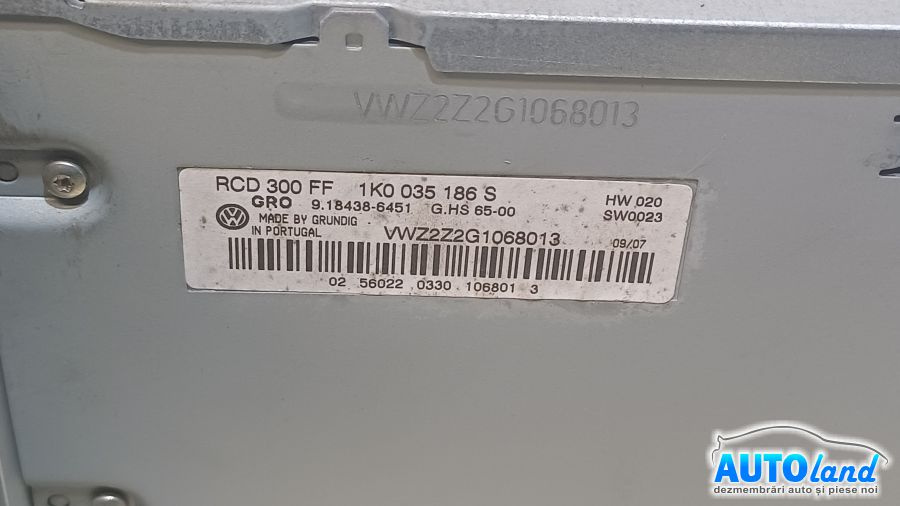 VWZ2Z2G1068013
RCD 300 FF 1K0 035 186 S
GRO 9.18438-6451 G.HS 65-00
HW 020
SW0023
MADE BY GRUNDIG
IN PORTUGAL
VWZ2Z2G1068013
09/07
02 56022 0330 106801 3
AUTOland
dezmembrări auto și piese noi